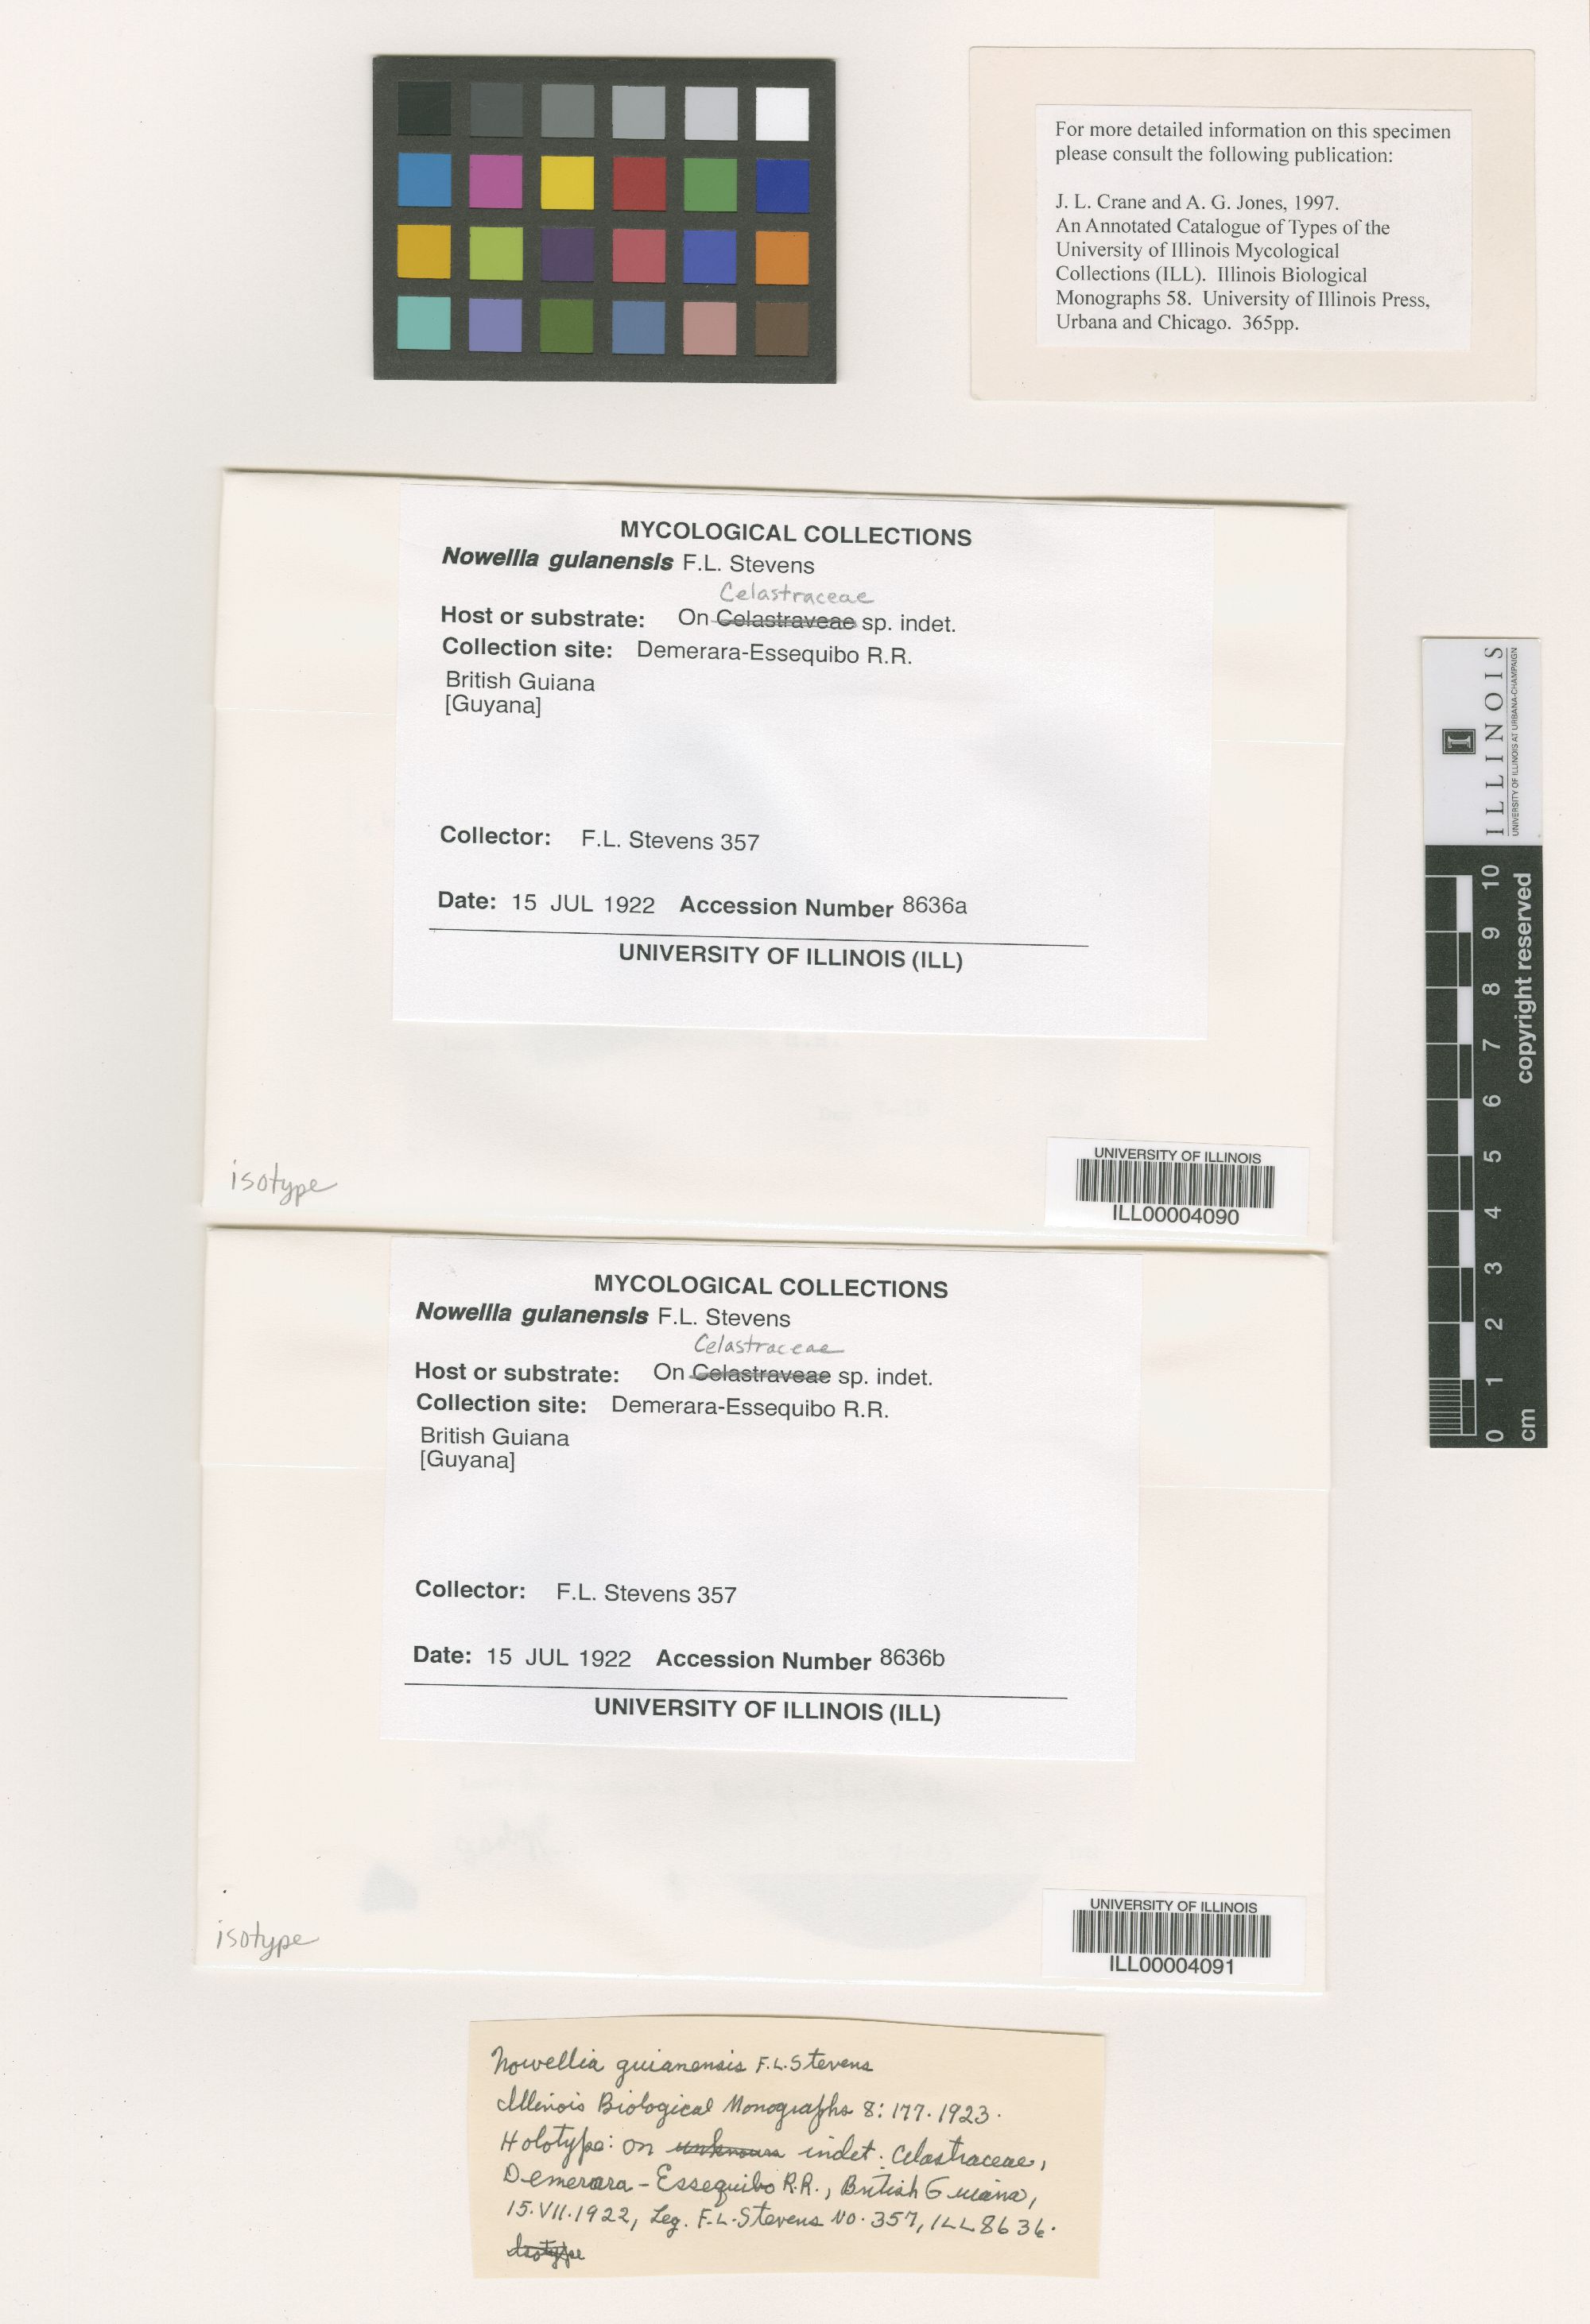 For more detailed information on this specimen
please consult the following publication:
J. L. Crane and A. G. Jones, 1997.
An Annotated Catalogue of Types of the
University of Illinois Mycological
Collections (ILL). Illinois Biological
Monographs 58. University of Illinois Press,
Urbana and Chicago. 365pp.
MYCOLOGICAL COLLECTIONS
Nowellia guianensis F.L. Stevens
Celastraceae
Host or substrate: On Celastraveae sp. indet.
Collection site: Demerara-Essequibo R.R.
British Guiana
[Guyana]
Collector: F.L. Stevens 357
Date: 15 JUL 1922 Accession Number 8636a
UNIVERSITY OF ILLINOIS (ILL)
isotype
UNIVERSITY OF ILLINOIS
ILL00004090
MYCOLOGICAL COLLECTIONS
Nowellia guianensis F.L. Stevens
Celastraceae
Host or substrate: On Celastraveae sp. indet.
Collection site: Demerara-Essequibo R.R.
British Guiana
[Guyana]
Collector: F.L. Stevens 357
Date: 15 JUL 1922 Accession Number 8636b
UNIVERSITY OF ILLINOIS (ILL)
isotype
UNIVERSITY OF ILLINOIS
ILL00004091
Nowellia guianensis F.L. Stevens
Illinois Biological Monographs 8: 177. 1923.
Holotype: on unknown indet. Celastraceae,
Demerara-Essequibo R.R., British Guiana,
15.VII.1922, Leg. F.L. Stevens No. 357, ILL 8636.
Isotype
I ILLINOIS
UNIVERSITY OF ILLINOIS AT URBANA-CHAMPAIGN
10 9 8 7 6 5 4 3 2 1 0
cm
copyright reserved